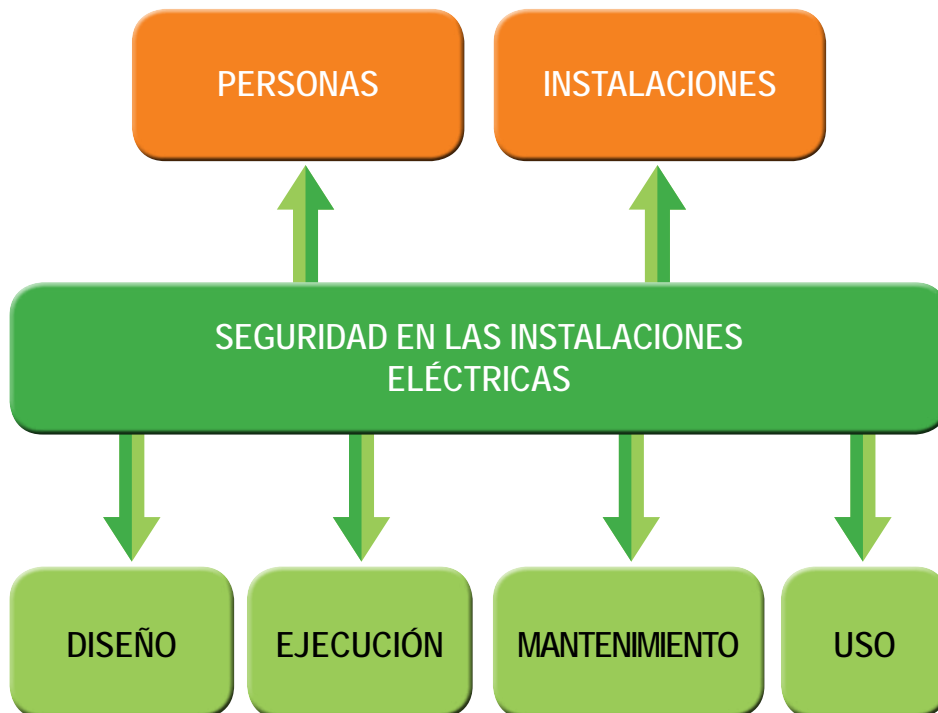 PERSONAS
INSTALACIONES
SEGURIDAD EN LAS INSTALACIONES
ELÉCTRICAS
DISEÑO
EJECUCIÓN
MANTENIMIENTO
USO